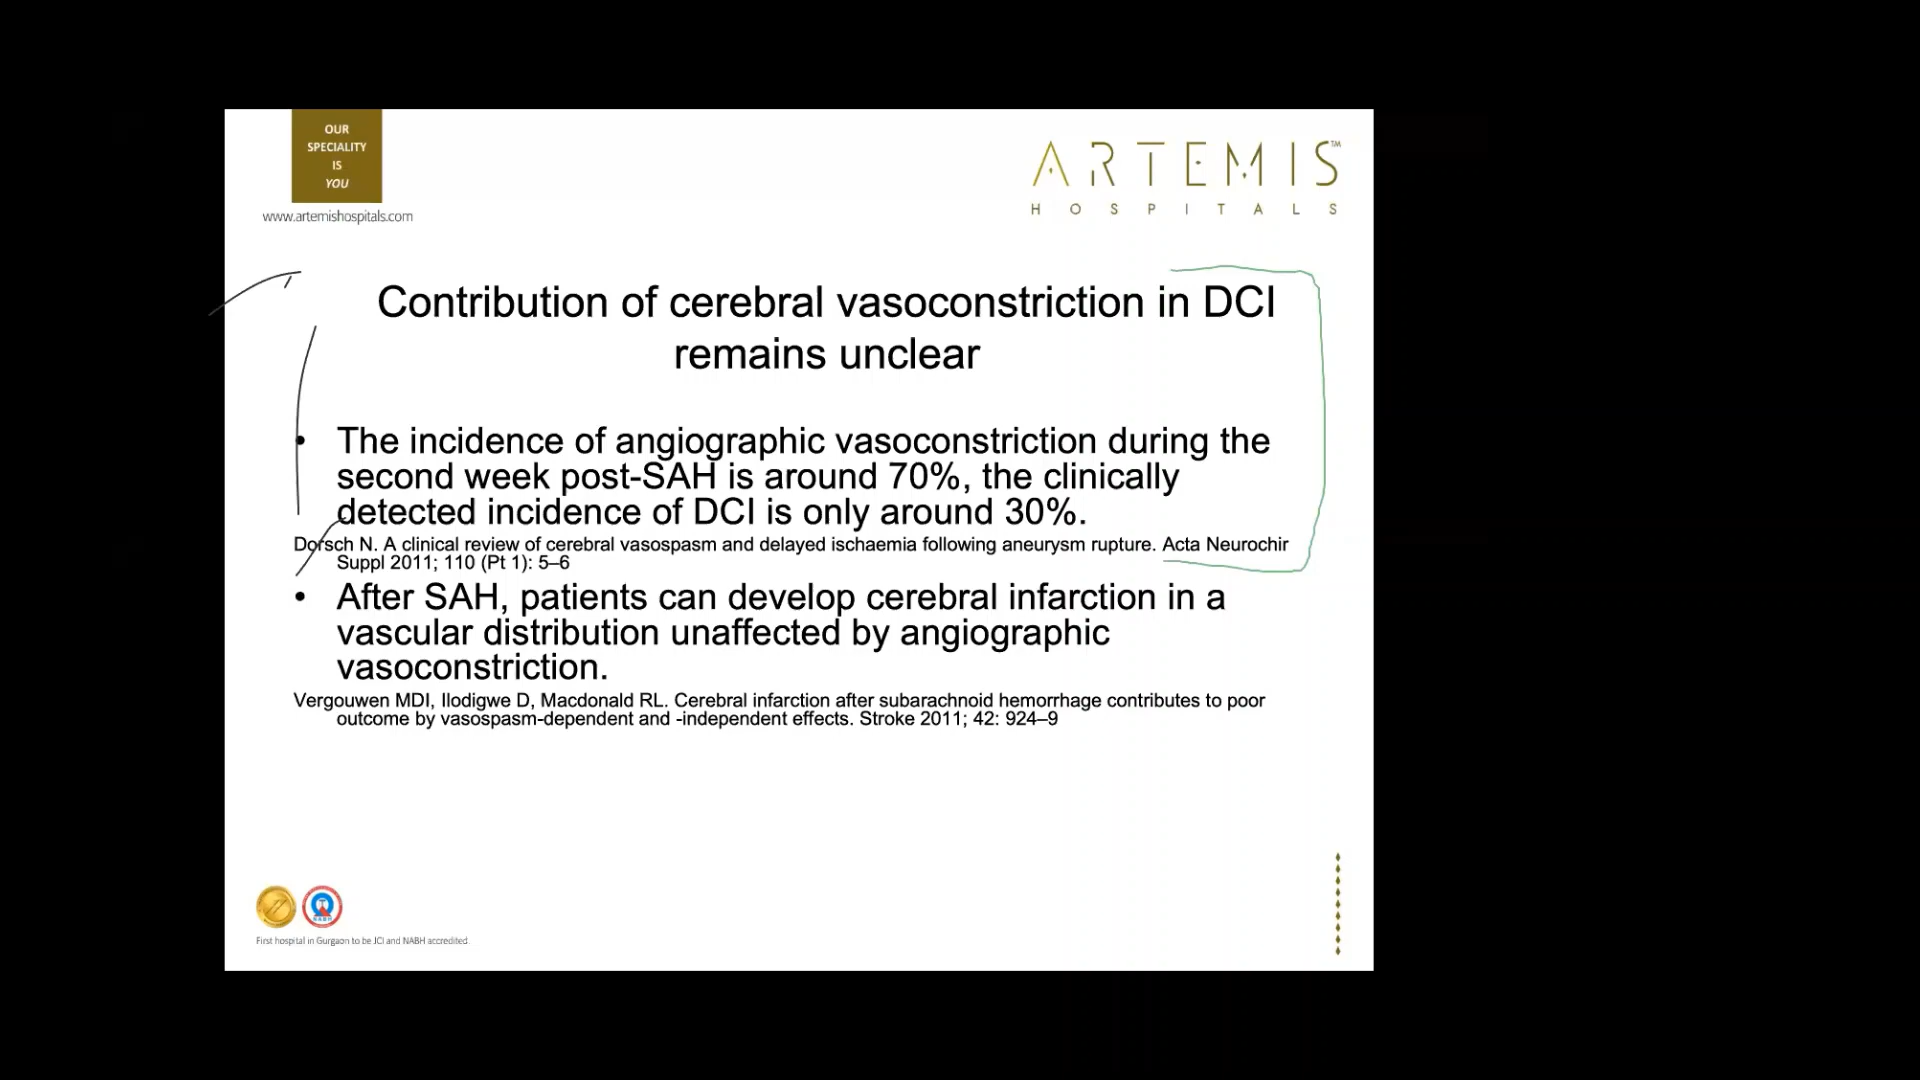 OUR
SPECIALITY
IS
YOU
www.artemishospitals.com
ARTEMIS™
HOSPITALS
Contribution of cerebral vasoconstriction in DCI
remains unclear
• The incidence of angiographic vasoconstriction during the
second week post-SAH is around 70%, the clinically
detected incidence of DCI is only around 30%.
Dorsch N. A clinical review of cerebral vasospasm and delayed ischaemia following aneurysm rupture. Acta Neurochir
Suppl 2011; 110 (Pt 1): 5–6
• After SAH, patients can develop cerebral infarction in a
vascular distribution unaffected by angiographic
vasoconstriction.
Vergouwen MDI, Ilodigwe D, Macdonald RL. Cerebral infarction after subarachnoid hemorrhage contributes to poor
outcome by vasospasm-dependent and -independent effects. Stroke 2011; 42: 924–9
First hospital in Gurgaon to be JCI and NABH accredited.